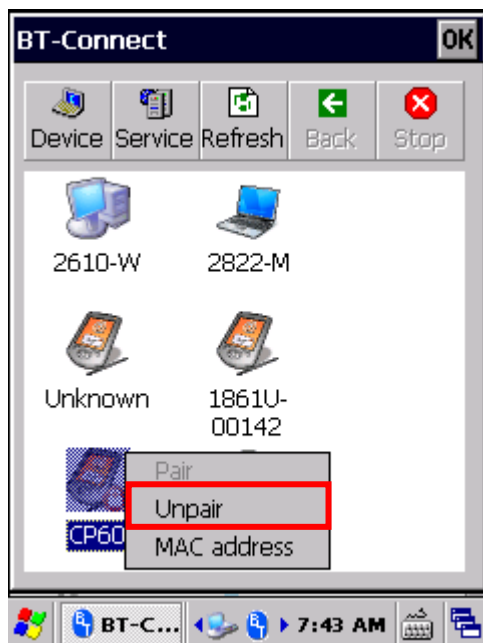 BT-Connect OK
Device Service Refresh Back Stop
2610-W 2822-M
Unknown 1861U-
00142
Pair
Unpair
CP60
MAC address
BT-C... 7:43 AM